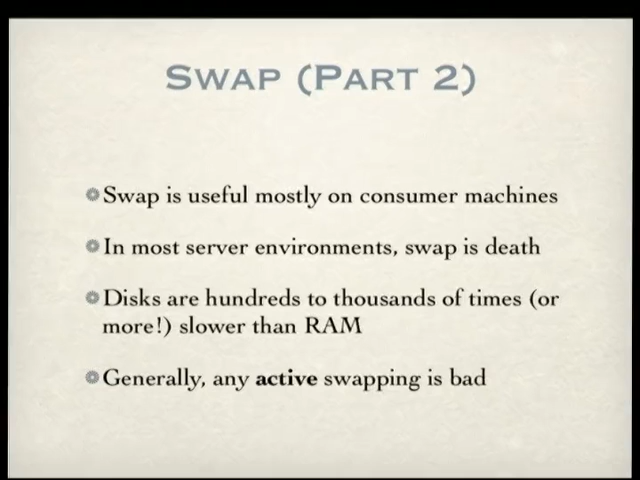 Swap (Part 2)
Swap is useful mostly on consumer machines
In most server environments, swap is death
Disks are hundreds to thousands of times (or
more!) slower than RAM
Generally, any active swapping is bad